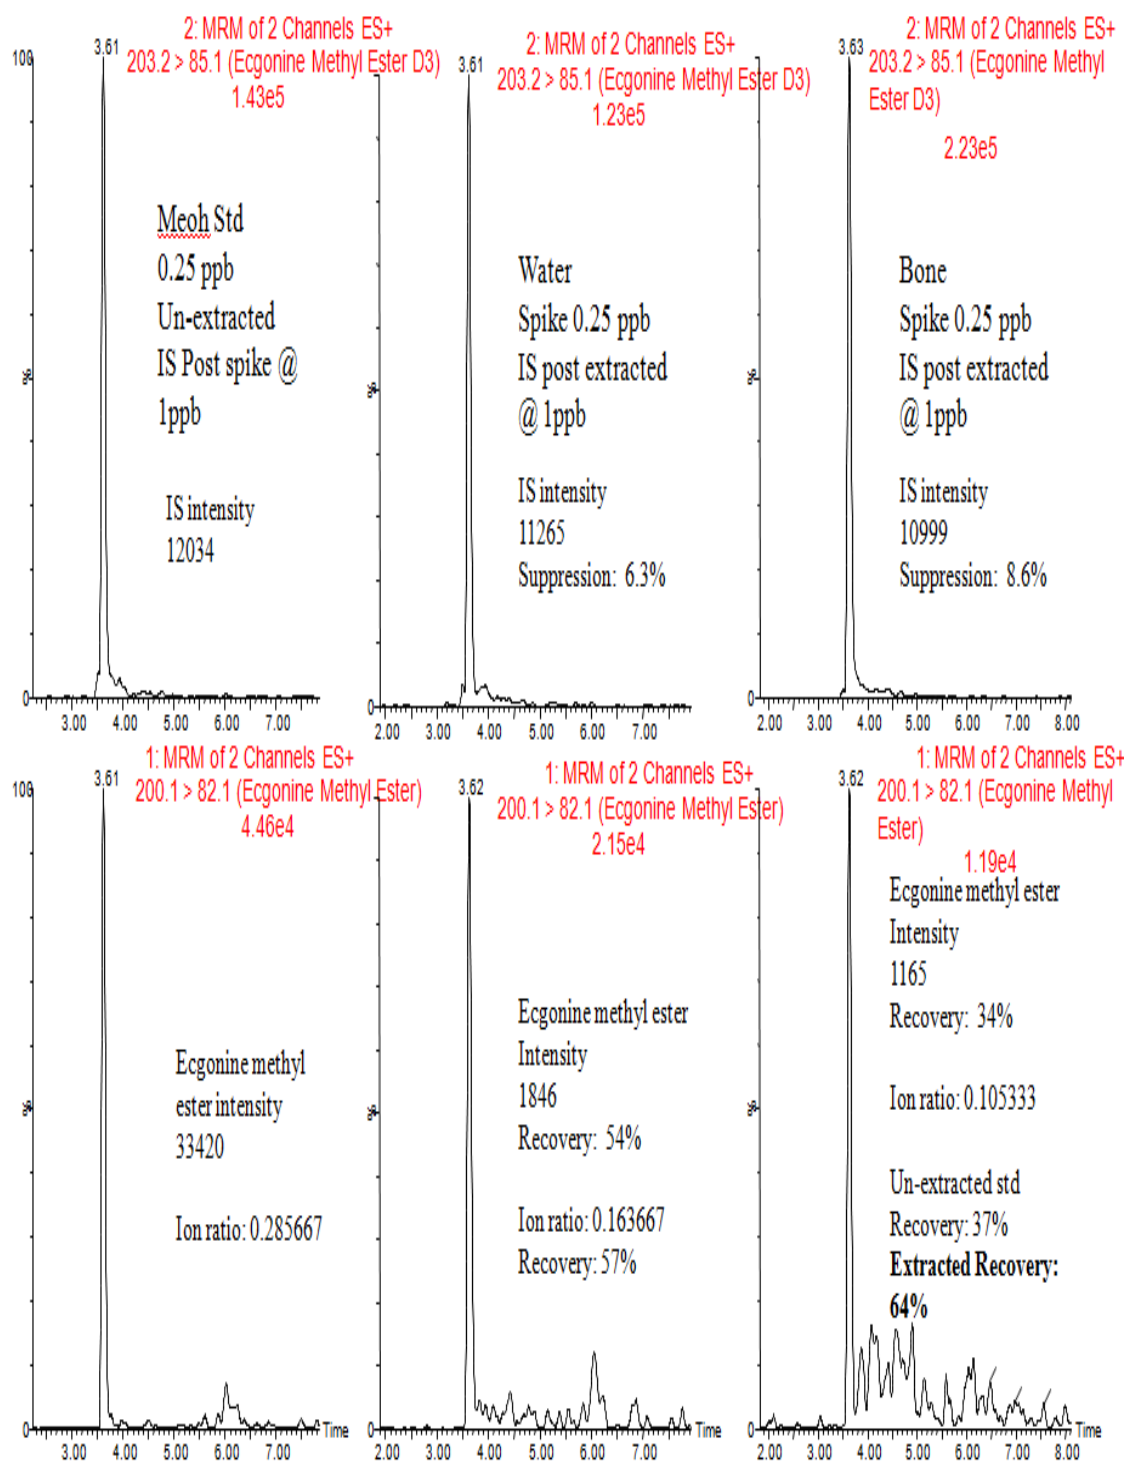 2: MRM of 2 Channels ES+
203.2 > 85.1 (Ecgonine Methyl Ester D3)
1.43e5
3.61
100
%
0
Meoh Std
0.25 ppb
Un-extracted
IS Post spike @
1ppb
IS intensity
12034
3.00 4.00 5.00 6.00 7.00
2: MRM of 2 Channels ES+
203.2 > 85.1 (Ecgonine Methyl Ester D3)
1.23e5
3.61
%
0
Water
Spike 0.25 ppb
IS post extracted
@ 1ppb
IS intensity
11265
Suppression: 6.3%
2.00 3.00 4.00 5.00 6.00 7.00
2: MRM of 2 Channels ES+
203.2 > 85.1 (Ecgonine Methyl
Ester D3)
2.23e5
3.63
%
0
Bone
Spike 0.25 ppb
IS post extracted
@ 1ppb
IS intensity
10999
Suppression: 8.6%
2.00 3.00 4.00 5.00 6.00 7.00 8.00
1: MRM of 2 Channels ES+
200.1 > 82.1 (Ecgonine Methyl Ester)
4.46e4
3.61
100
%
0
Ecgonine methyl
ester intensity
33420
Ion ratio: 0.285667
Time
3.00 4.00 5.00 6.00 7.00
1: MRM of 2 Channels ES+
200.1 > 82.1 (Ecgonine Methyl Ester)
2.15e4
3.62
%
0
Ecgonine methyl ester
Intensity
1846
Recovery: 54%
Ion ratio: 0.163667
Recovery: 57%
Time
2.00 3.00 4.00 5.00 6.00 7.00
1: MRM of 2 Channels ES+
200.1 > 82.1 (Ecgonine Methyl
Ester)
1.19e4
3.62
%
0
Ecgonine methyl ester
Intensity
1165
Recovery: 34%
Ion ratio: 0.105333
Un-extracted std
Recovery: 37%
Extracted Recovery:
64%
Time
2.00 3.00 4.00 5.00 6.00 7.00 8.00